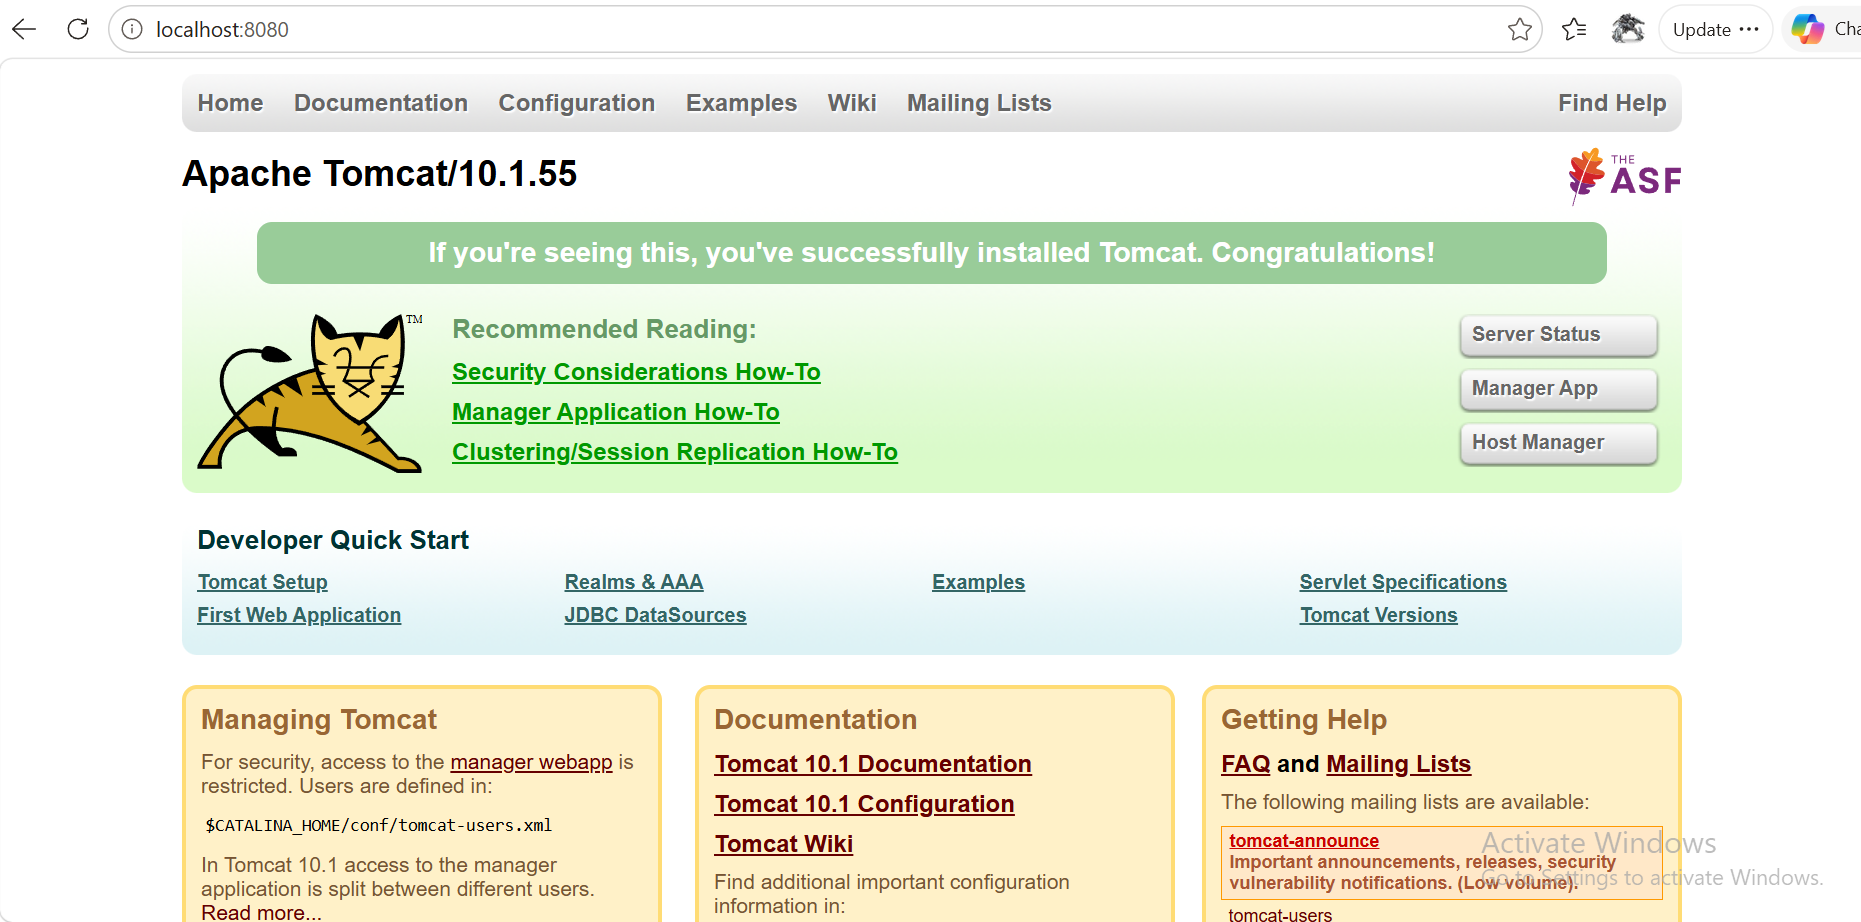 localhost:8080
Update
Cha
Home Documentation Configuration Examples Wiki Mailing Lists Find Help
Apache Tomcat/10.1.55
THE
ASF
If you're seeing this, you've successfully installed Tomcat. Congratulations!
TM
Recommended Reading:
Security Considerations How-To
Manager Application How-To
Clustering/Session Replication How-To
Server Status
Manager App
Host Manager
Developer Quick Start
Tomcat Setup
First Web Application
Realms & AAA
JDBC DataSources
Examples
Servlet Specifications
Tomcat Versions
Managing Tomcat
For security, access to the manager webapp is
restricted. Users are defined in:
$CATALINA_HOME/conf/tomcat-users.xml
In Tomcat 10.1 access to the manager
application is split between different users.
Read more...
Documentation
Tomcat 10.1 Documentation
Tomcat 10.1 Configuration
Tomcat Wiki
Find additional important configuration
information in:
Getting Help
FAQ and Mailing Lists
The following mailing lists are available:
tomcat-announce
Important announcements, releases, security
vulnerability notifications. (Low volume).
tomcat-users
Activate Windows
Go to Settings to activate Windows.